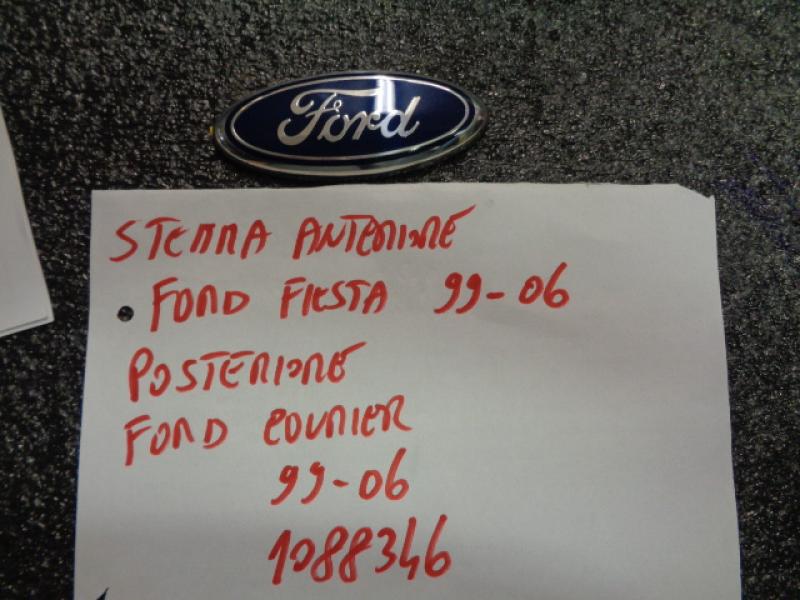 Ford
STEMMA ANTERIORE
• FORD FIESTA 99-06
POSTERIORE
FORD COURIER
99-06
1088346